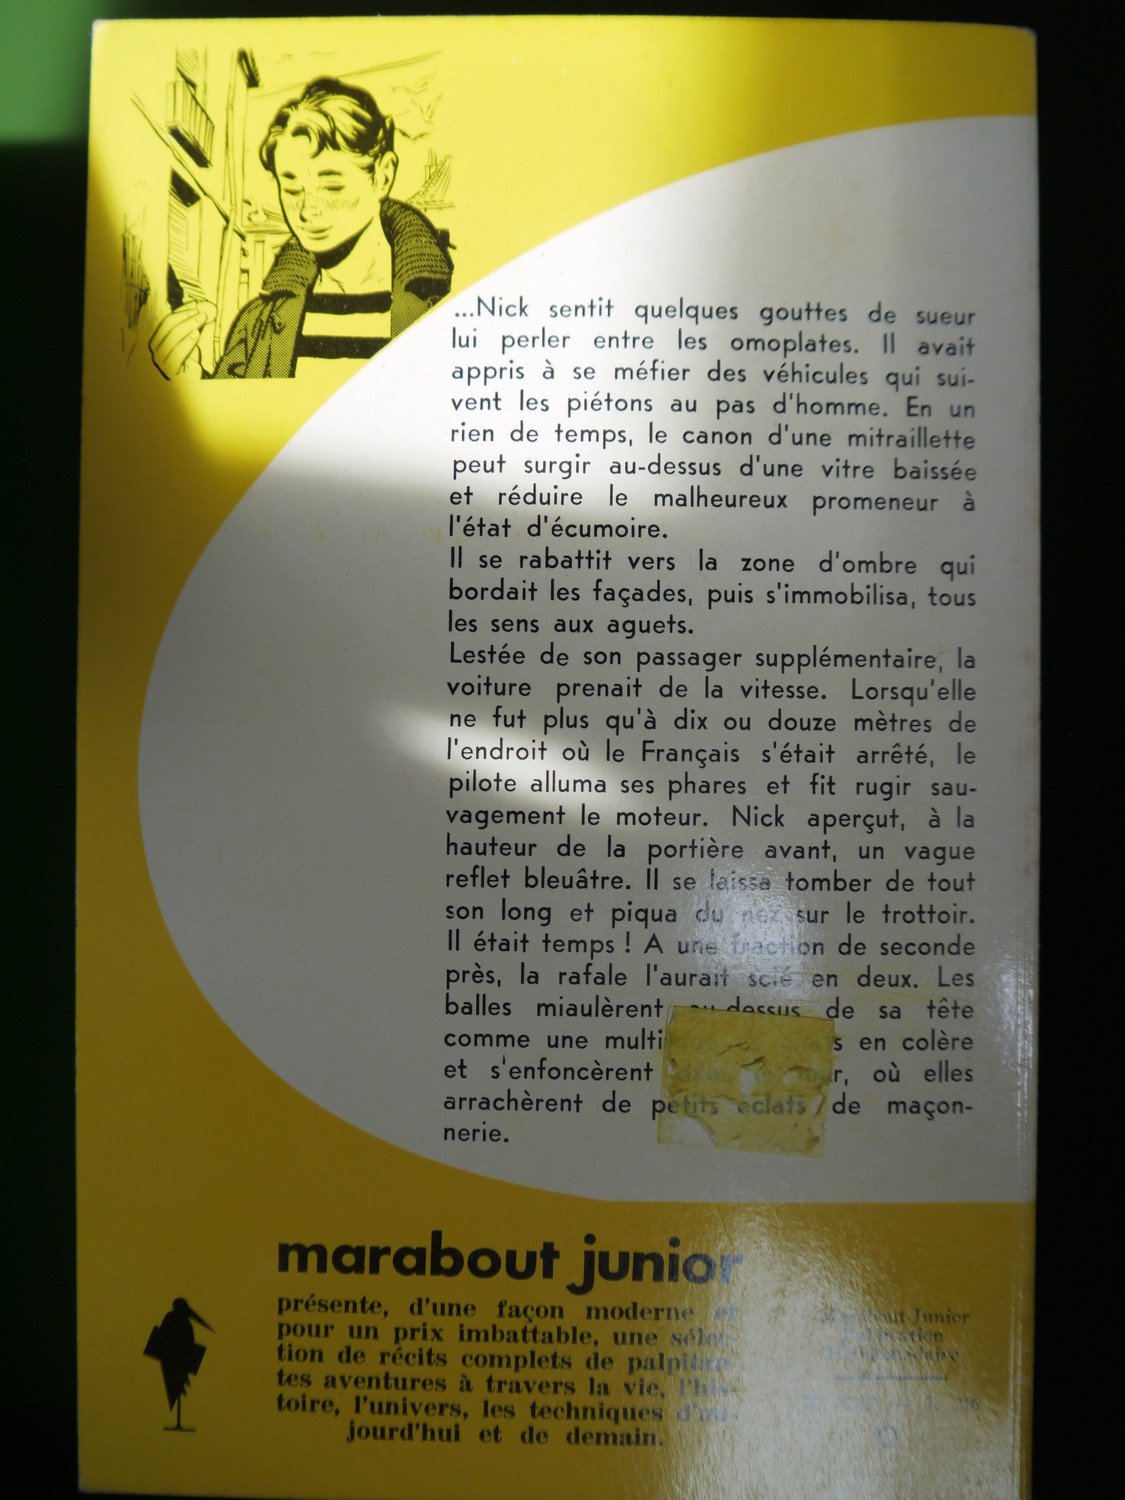 ...Nick sentit quelques gouttes de sueur
lui perler entre les omoplates. Il avait
appris à se méfier des véhicules qui sui-
vent les piétons au pas d'homme. En un
rien de temps, le canon d'une mitraillette
peut surgir au-dessus d'une vitre baissée
et réduire le malheureux promeneur à
l'état d'écumoire.
Il se rabattit vers la zone d'ombre qui
bordait les façades, puis s'immobilisa, tous
les sens aux aguets.
Lestée de son passager supplémentaire, la
voiture prenait de la vitesse. Lorsqu'elle
ne fut plus qu'à dix ou douze mètres de
l'endroit où le Français s'était arrêté, le
pilote alluma ses phares et fit rugir sau-
vagement le moteur. Nick aperçut, à la
hauteur de la portière avant, un vague
reflet bleuâtre. Il se laissa tomber de tout
son long et piqua du nez sur le trottoir.
Il était temps ! A une fraction de seconde
près, la rafale l'aurait scié en deux. Les
balles miaulèrent au-dessus de sa tête
comme une en colère
et s'enfoncèrent dans le mur, où elles
arrachèrent de petits éclats de maçon-
nerie.
marabout junior
présente, d'une façon moderne et
pour un prix imbattable, une sélec-
tion de récits complets de palpitan-
tes aventures à travers la vie, l'his-
toire, l'univers, les techniques d'au-
jourd'hui et de demain.
Marabout-Junior
Publication
Hebdomadaire